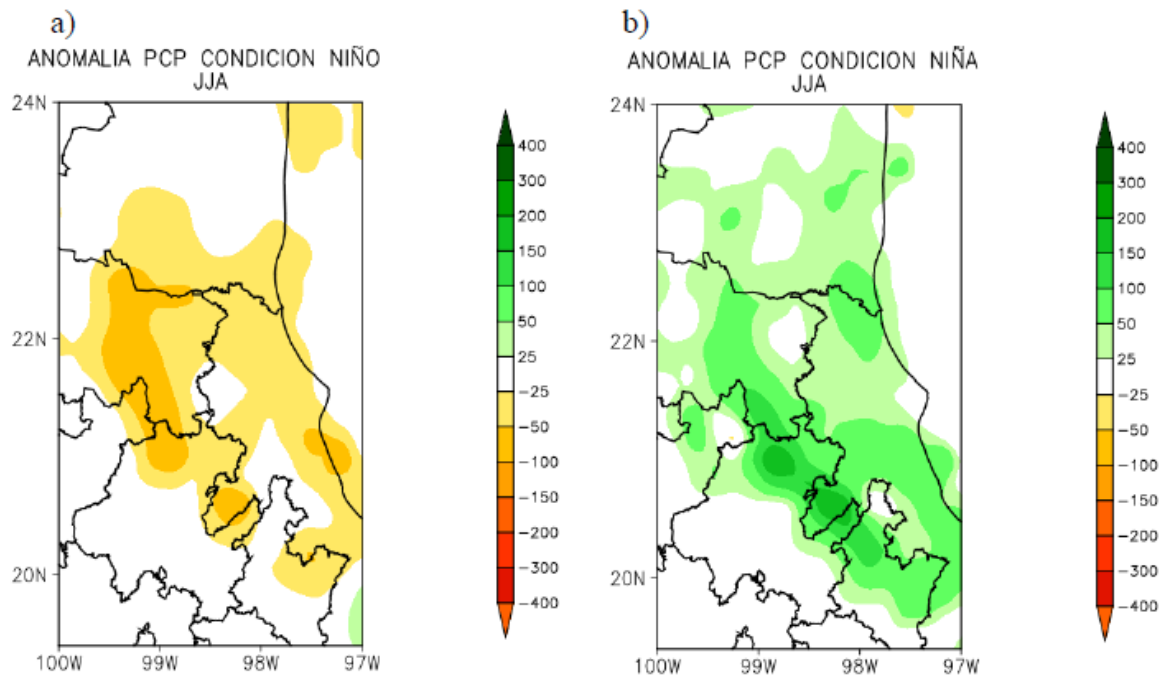 a)
ANOMALIA PCP CONDICION NIÑO
JJA
24N
22N
20N
100W
99W
98W
97W
400
300
200
150
100
50
25
−25
−50
−100
−150
−200
−300
−400
b)
ANOMALIA PCP CONDICION NIÑA
JJA
24N
22N
20N
100W
99W
98W
97W
400
300
200
150
100
50
25
−25
−50
−100
−150
−200
−300
−400